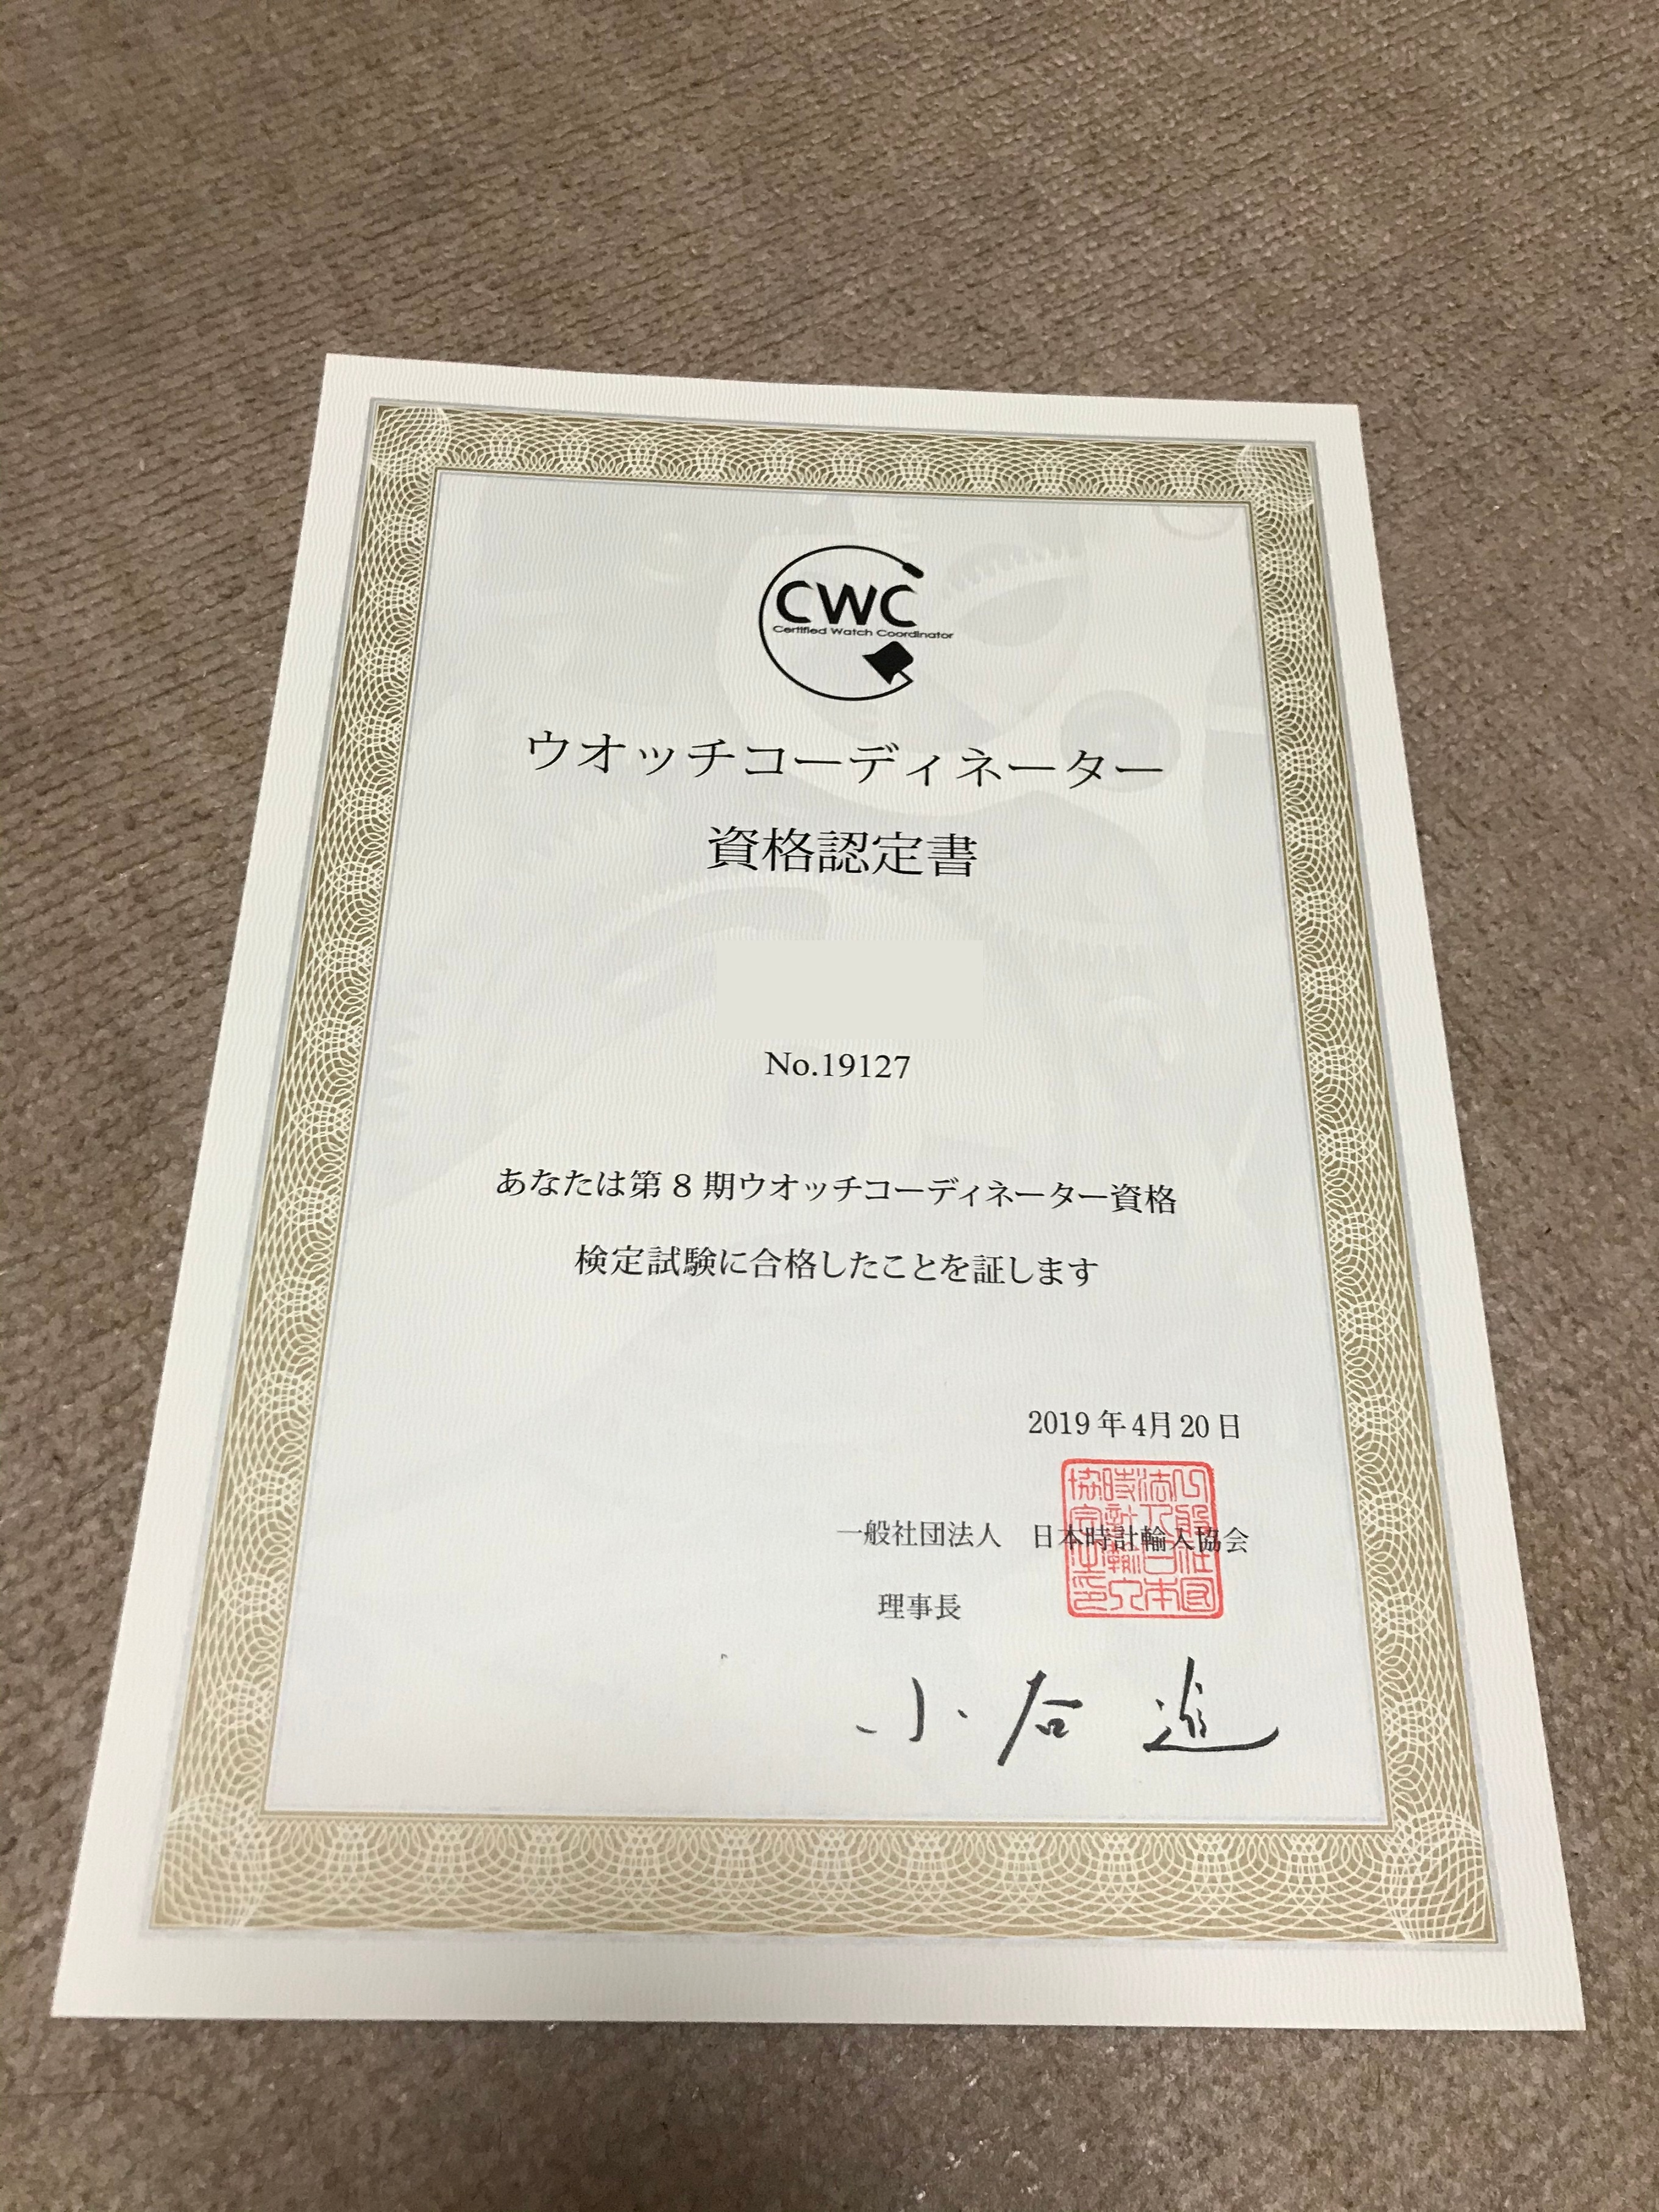 CWC
Certified Watch Coordinator
ウオッチコーディネーター
資格認定書
No.19127
あなたは第8期ウオッチコーディネーター資格
検定試験に合格したことを証します
2019年4月20日
一般社団法人 日本時計輸入協会
理事長
小谷 進